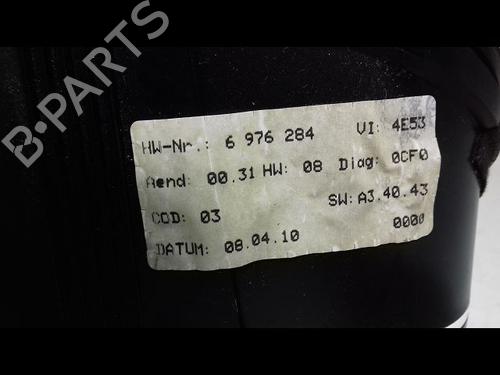 B-PARTS
HW-Nr.: 6 976 284 VI: 4E53
Aend: 00.31 HW: 08 Diag: 0CF0
COD: 03 SW: A3.40.43
DATUM: 08.04.10 0000